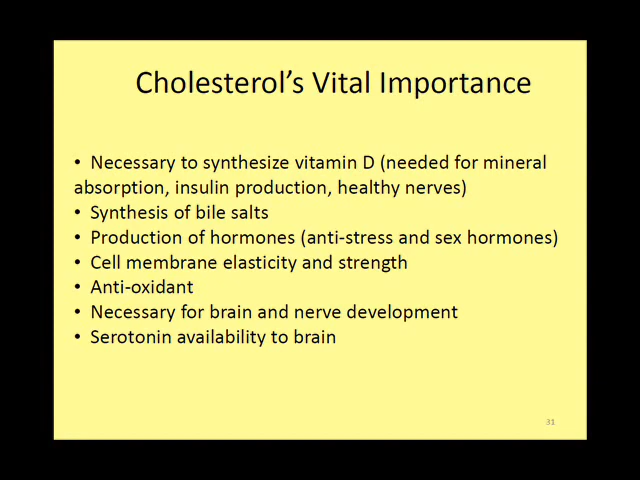 Cholesterol’s Vital Importance
• Necessary to synthesize vitamin D (needed for mineral
absorption, insulin production, healthy nerves)
• Synthesis of bile salts
• Production of hormones (anti-stress and sex hormones)
• Cell membrane elasticity and strength
• Anti-oxidant
• Necessary for brain and nerve development
• Serotonin availability to brain
31